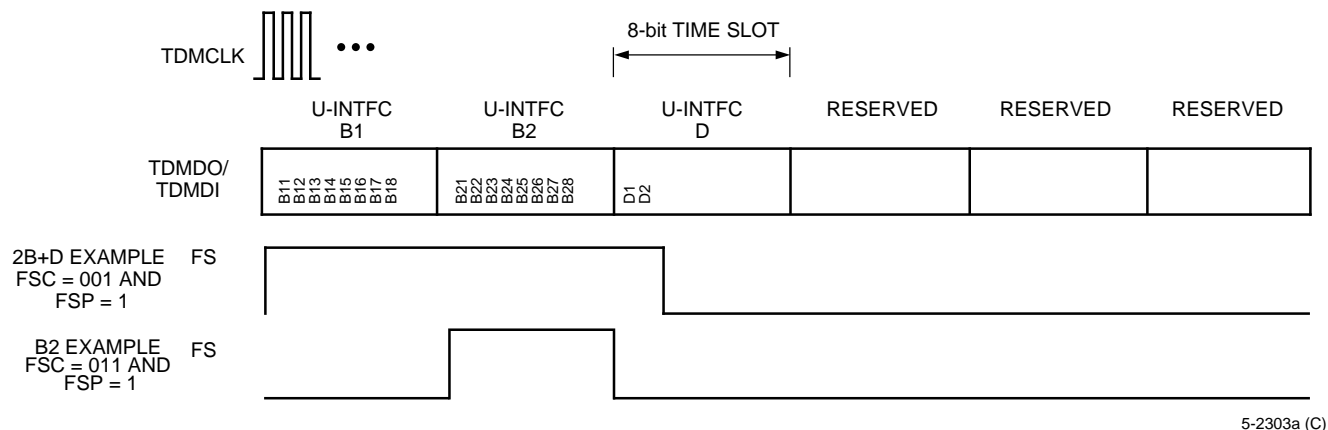 8-bit TIME SLOT
TDMCLK
U-INTFC
B1
U-INTFC
B2
U-INTFC
D
RESERVED
RESERVED
RESERVED
TDMDO/
TDMDI
B11
B12
B13
B14
B15
B16
B17
B18
B21
B22
B23
B24
B25
B26
B27
B28
D1
D2
2B+D EXAMPLE
FSC = 001 AND
FSP = 1
FS
B2 EXAMPLE
FSC = 011 AND
FSP = 1
FS
5-2303a (C)